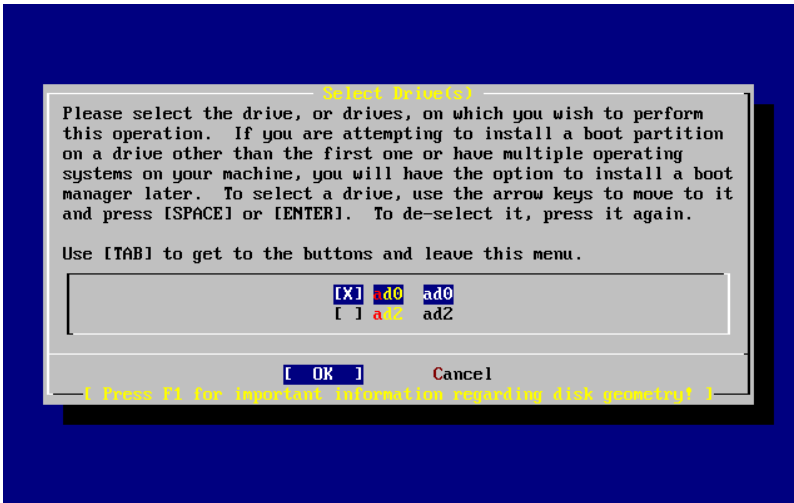 Select Drive(s)
Please select the drive, or drives, on which you wish to perform
this operation.  If you are attempting to install a boot partition
on a drive other than the first one or have multiple operating
systems on your machine, you will have the option to install a boot
manager later.  To select a drive, use the arrow keys to move to it
and press [SPACE] or [ENTER].  To de-select it, press it again.
Use [TAB] to get to the buttons and leave this menu.
[X] ad0  ad0
[ ] ad2  ad2
[  OK  ]  Cancel
[ Press F1 for important information regarding disk geometry! ]